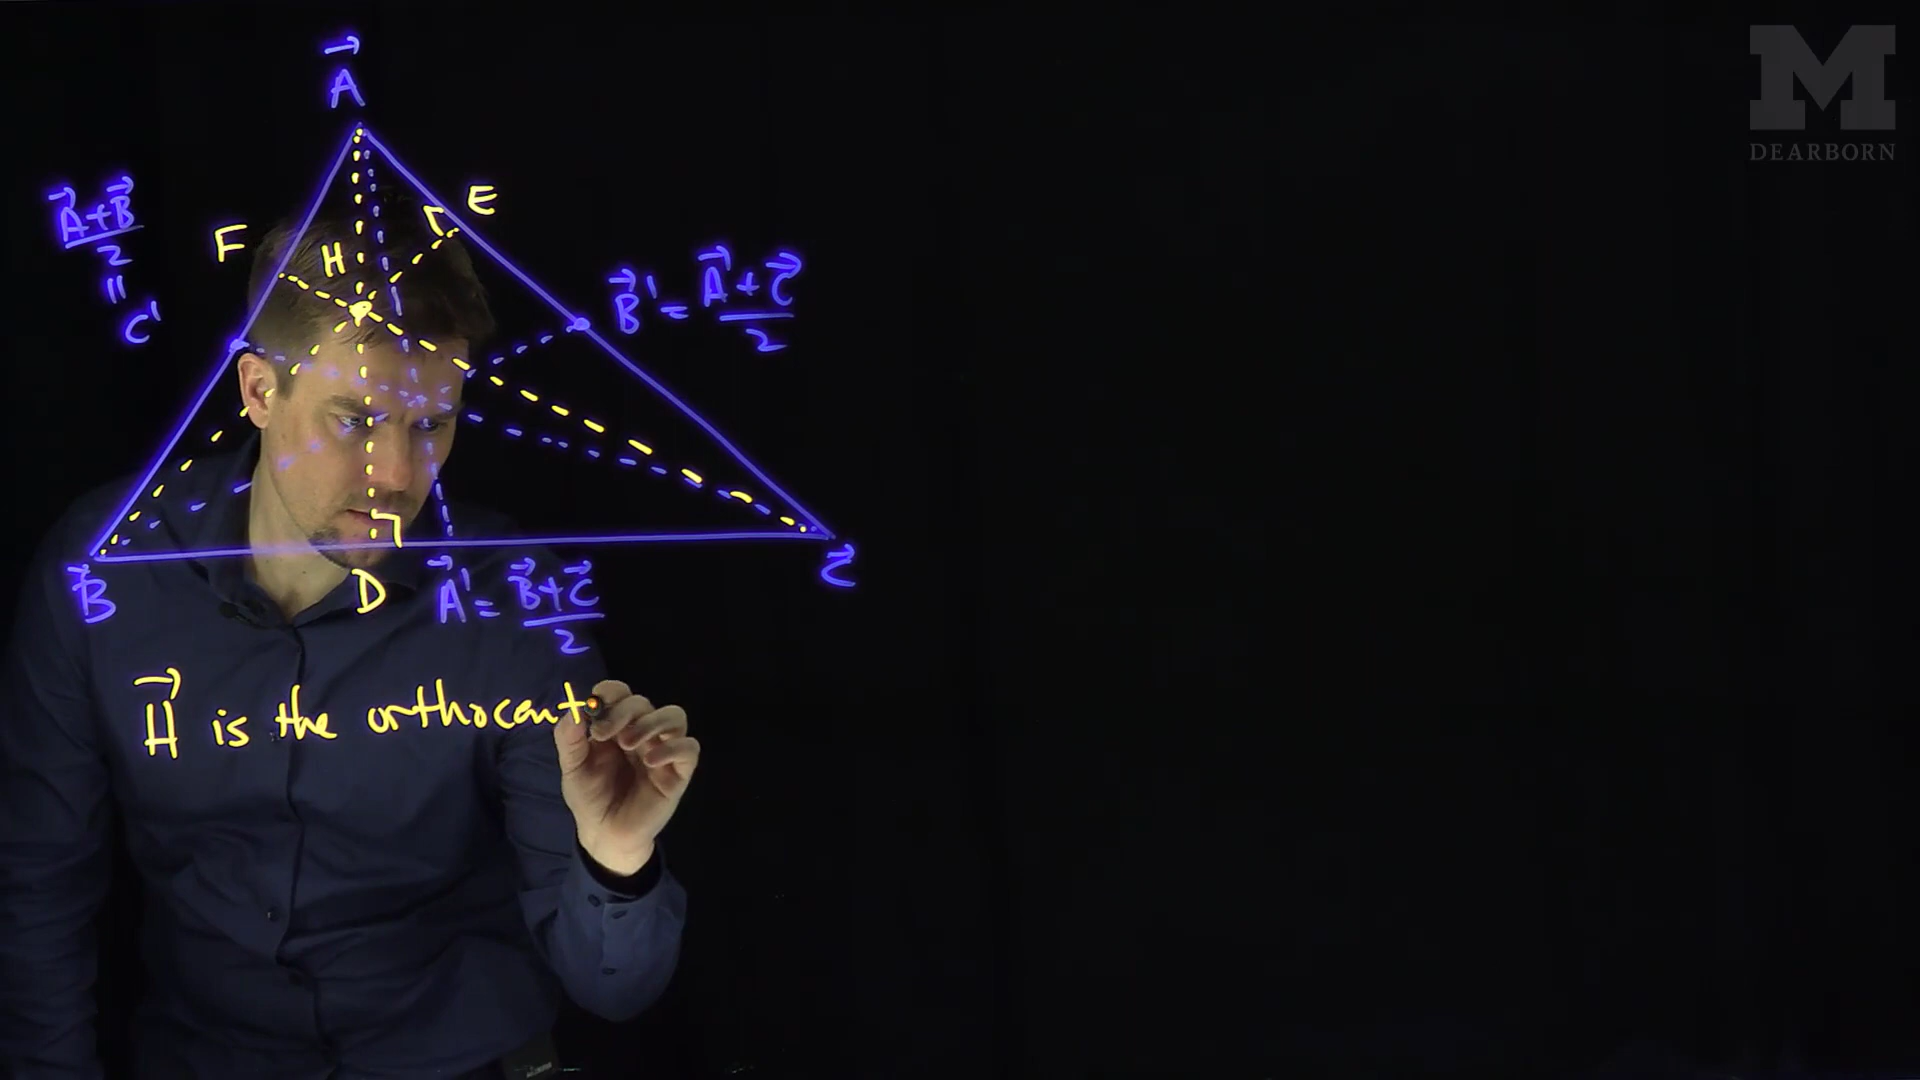 M
DEARBORN
A⃗
E
F
H
(A⃗+B⃗)/2
=
C'
B⃗' = (A⃗+C⃗)/2
B⃗
D
A⃗' = (B⃗+C⃗)/2
C⃗
H⃗ is the orthocent